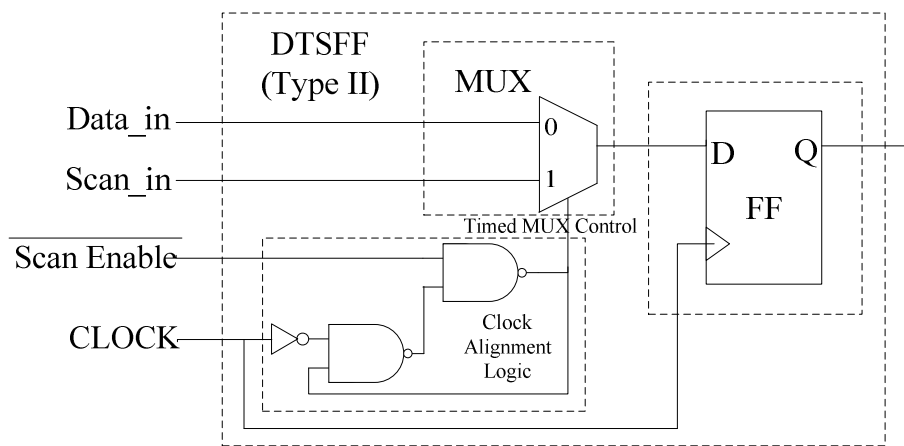 DTSFF
(Type II)
MUX
Data_in
0
Scan_in
1
D
Q
FF
Timed MUX Control
Scan Enable
CLOCK
Clock
Alignment
Logic